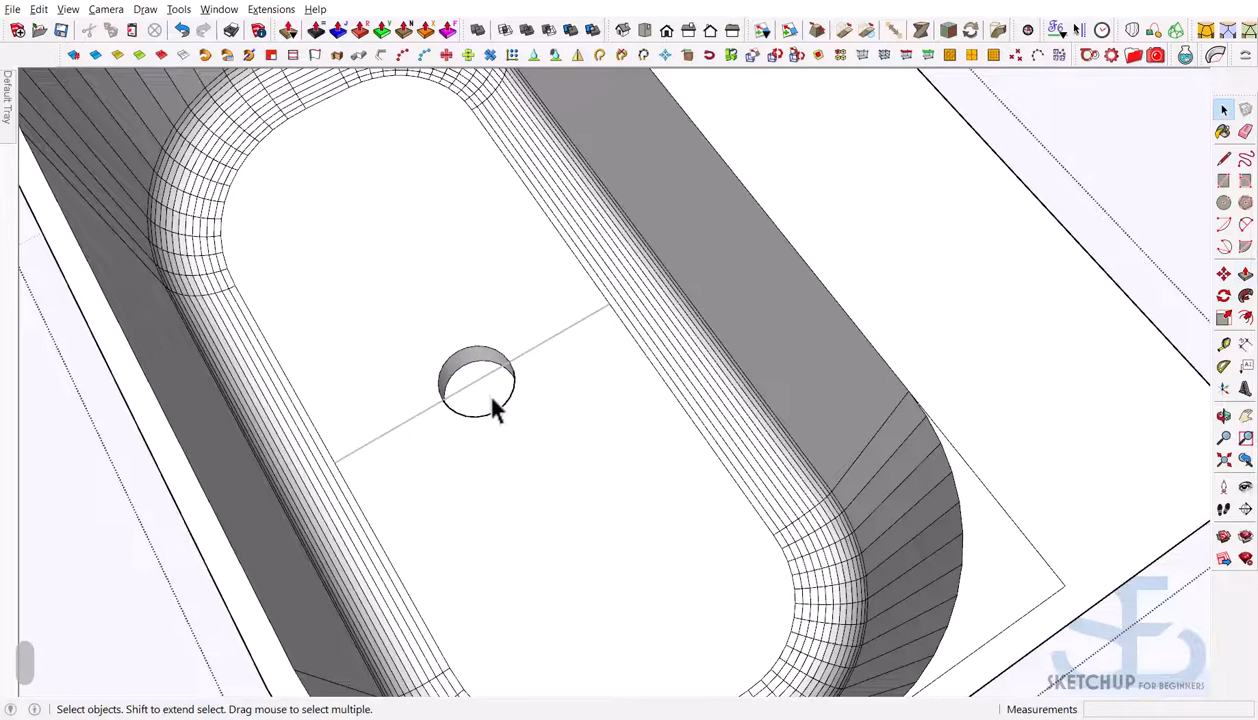 File Edit View Camera Draw Tools Window Extensions Help
Default Tray
SKETCHUP FOR BEGINNERS
Select objects. Shift to extend select. Drag mouse to select multiple. Measurements